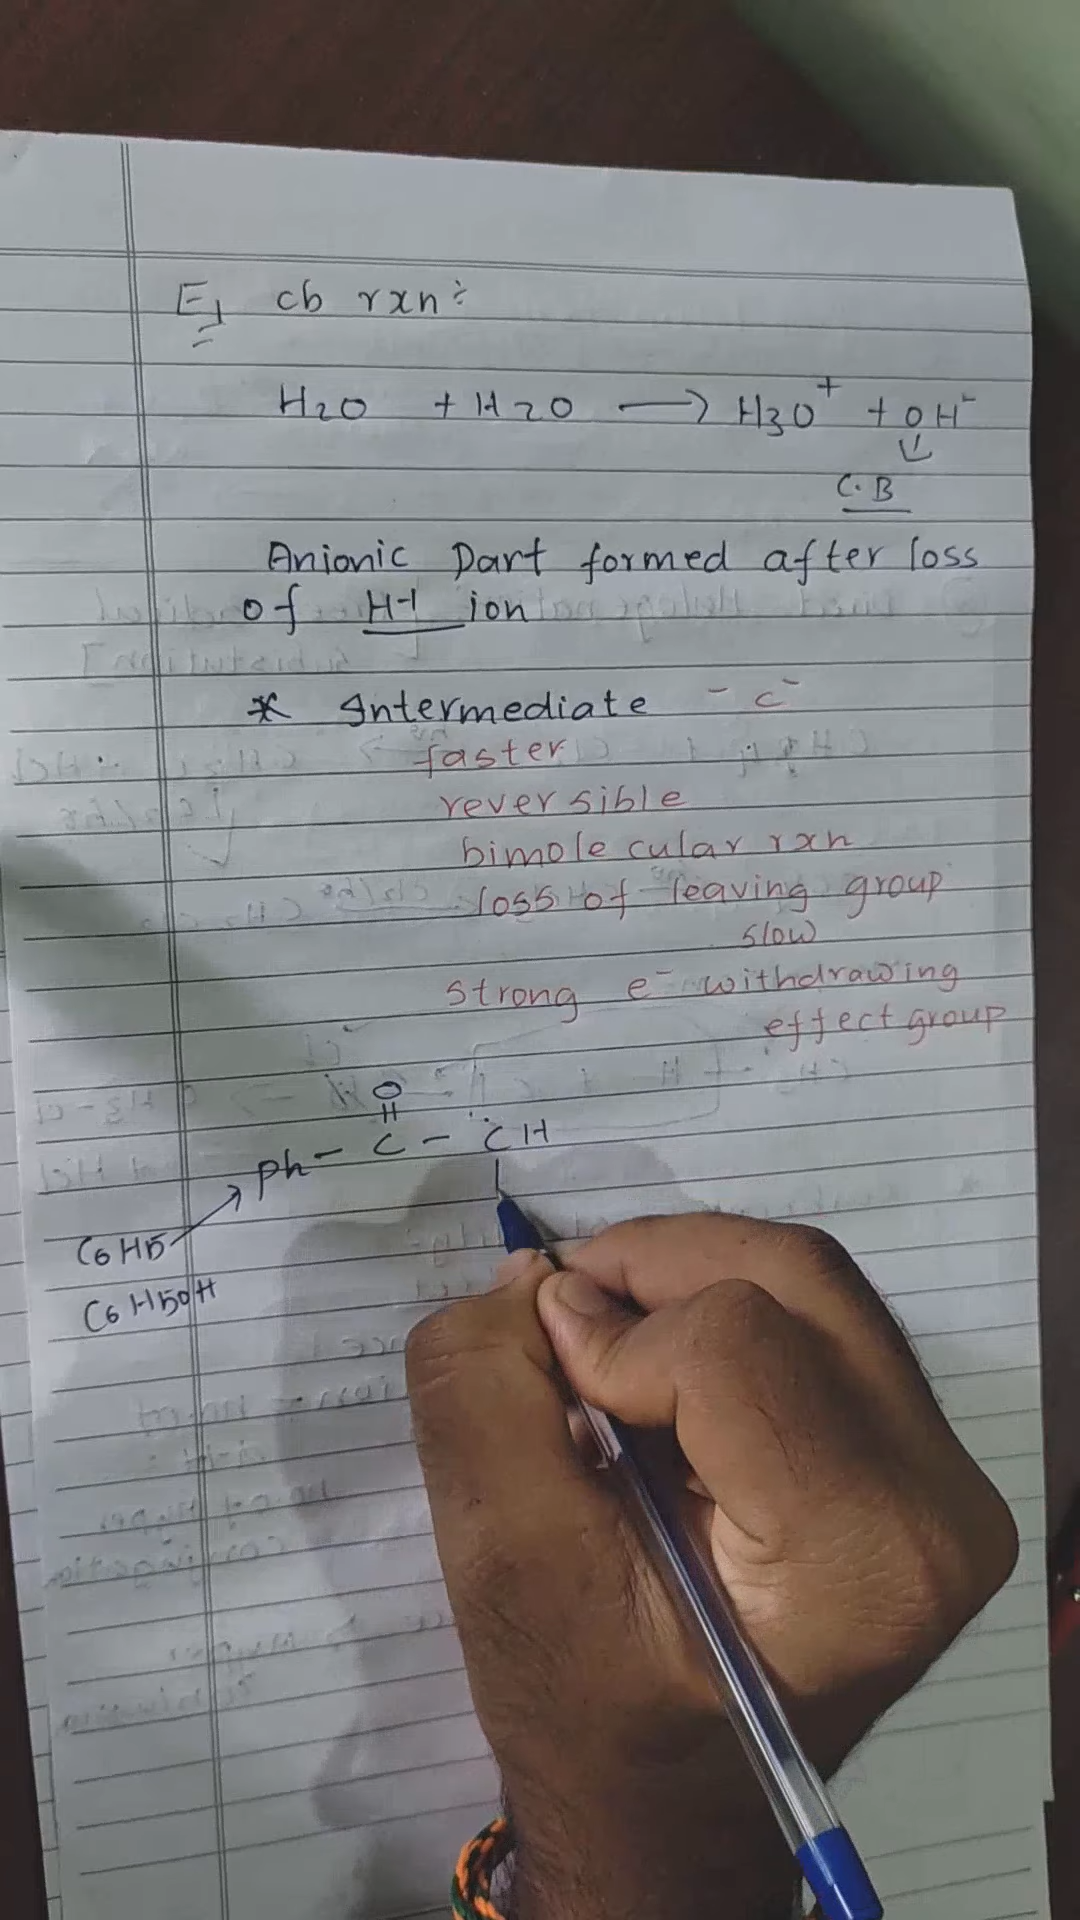 E1 cb rxn ÷
H2O + H2O → H3O+ + OH-
C.B
Anionic Part formed after loss
of H+ ion
* Intermediate - c-
faster
reversible
bimolecular rxn
loss of leaving group
slow
strong e- withdrawing
effect group
O
Ph - C - CH
C6H5
C6H5OH